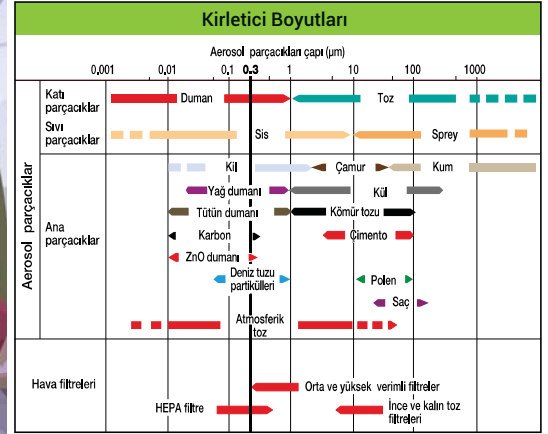 Kirletici Boyutları
Aerosol parçacıkları çapı (µm)
0.001 0,01 0.1 0.3 1 10 100 1000
Aerosol parçacıklar
Katı
parçacıklar
Duman Toz
Sıvı
parçacıklar
Sis Sprey
Ana
parçacıklar
Kil Çamur Kum
Yağ dumanı Kül
Tütün dumanı Kömür tozu
Karbon Çimento
ZnO dumanı
Deniz tuzu
partikülleri
Polen
Saç
Atmosferik
toz
Hava filtreleri
Orta ve yüksek verimli filtreler
HEPA filtre
İnce ve kalın toz
filtreleri